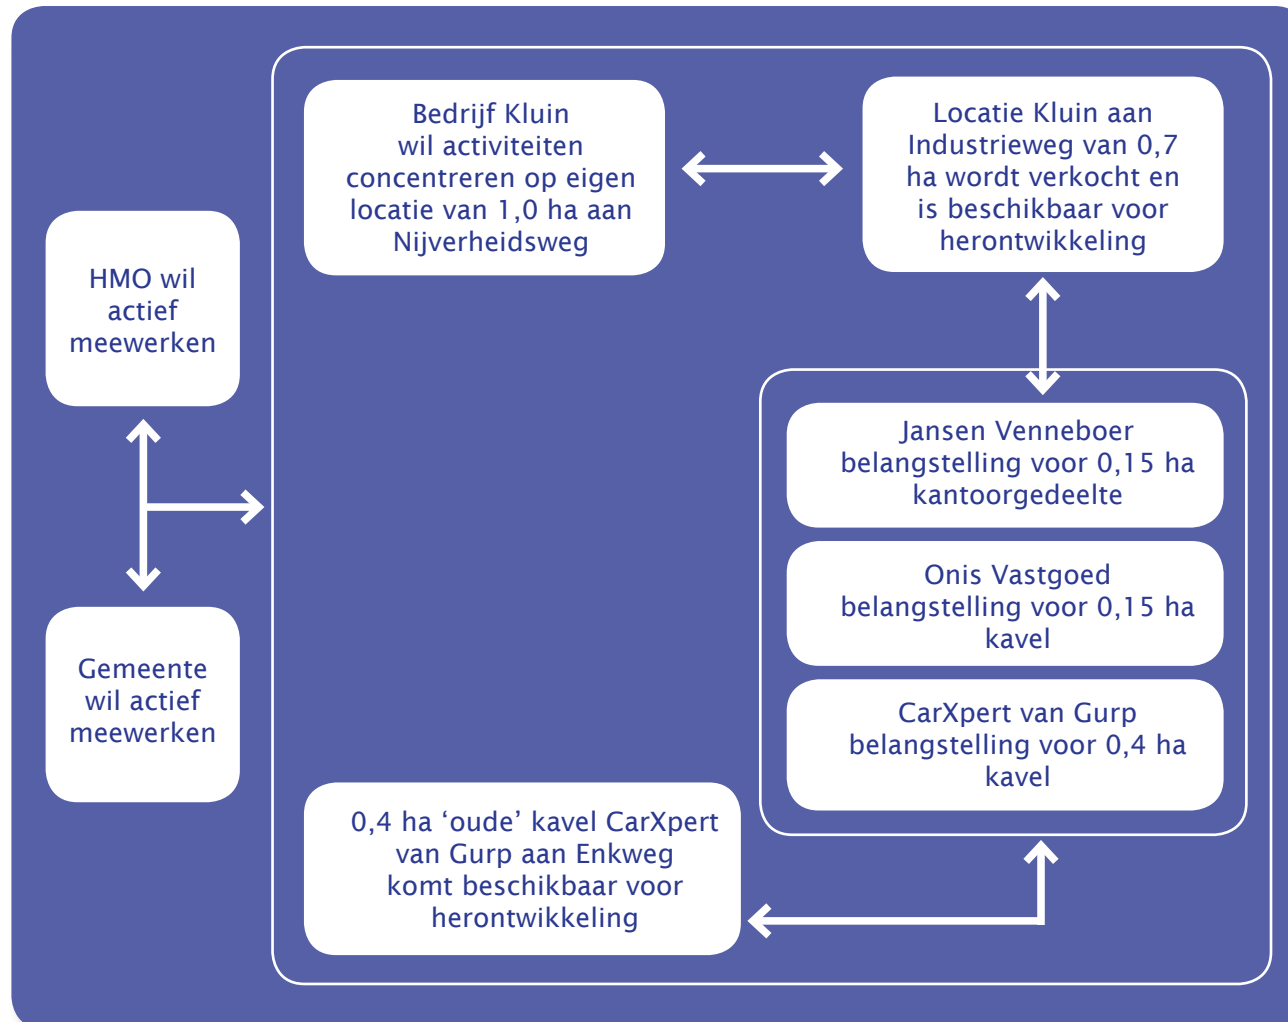 Bedrijf Kluin
wil activiteiten
concentreren op eigen
locatie van 1,0 ha aan
Nijverheidsweg
Locatie Kluin aan
Industrieweg van 0,7
ha wordt verkocht en
is beschikbaar voor
herontwikkeling
HMO wil
actief
meewerken
Jansen Venneboer
belangstelling voor 0,15 ha
kantoorgedeelte
Onis Vastgoed
belangstelling voor 0,15 ha
kavel
Gemeente
wil actief
meewerken
CarXpert van Gurp
belangstelling voor 0,4 ha
kavel
0,4 ha ‘oude’ kavel CarXpert
van Gurp aan Enkweg
komt beschikbaar voor
herontwikkeling